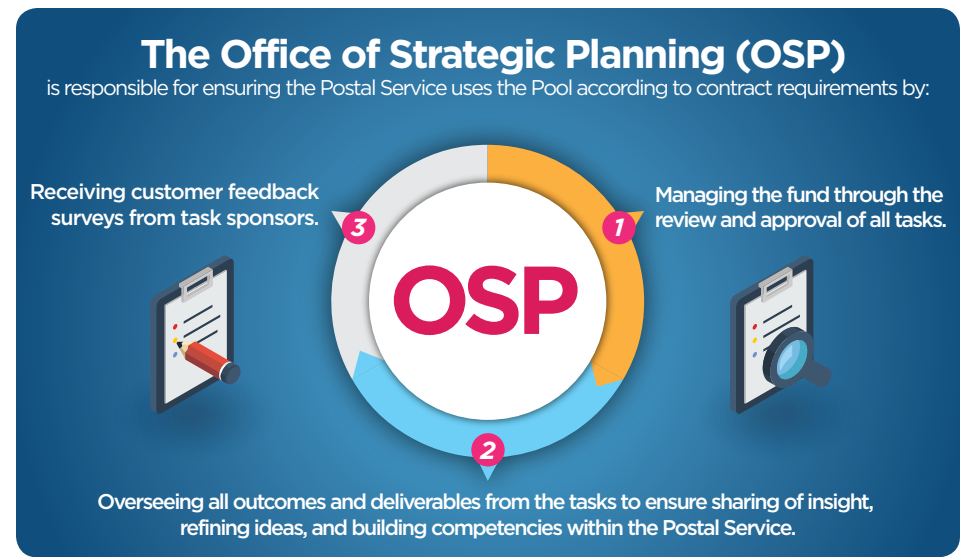 The Office of Strategic Planning (OSP)
is responsible for ensuring the Postal Service uses the Pool according to contract requirements by:
OSP
1
Managing the fund through the
review and approval of all tasks.
2
Overseeing all outcomes and deliverables from the tasks to ensure sharing of insight,
refining ideas, and building competencies within the Postal Service.
3
Receiving customer feedback
surveys from task sponsors.